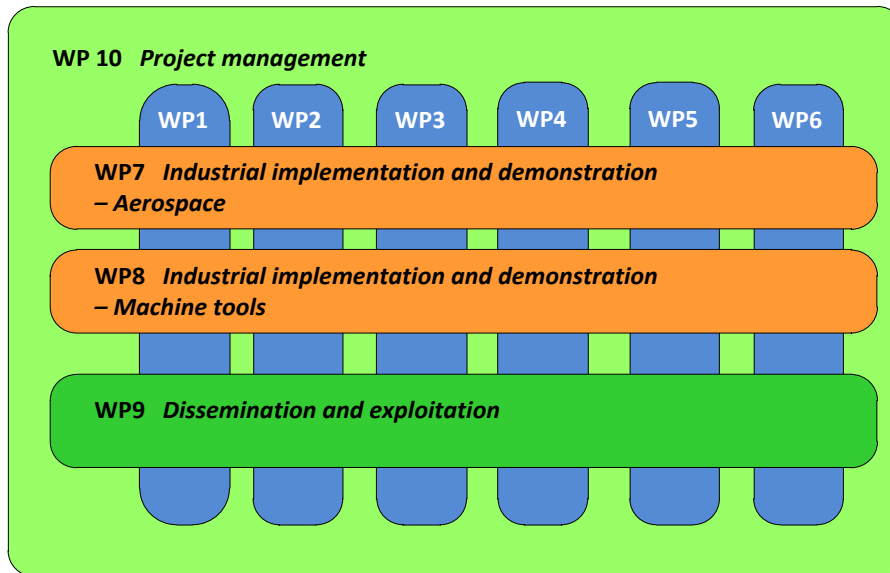 WP 10 Project management
WP1 WP2 WP3 WP4 WP5 WP6
WP7 Industrial implementation and demonstration
– Aerospace
WP8 Industrial implementation and demonstration
– Machine tools
WP9 Dissemination and exploitation